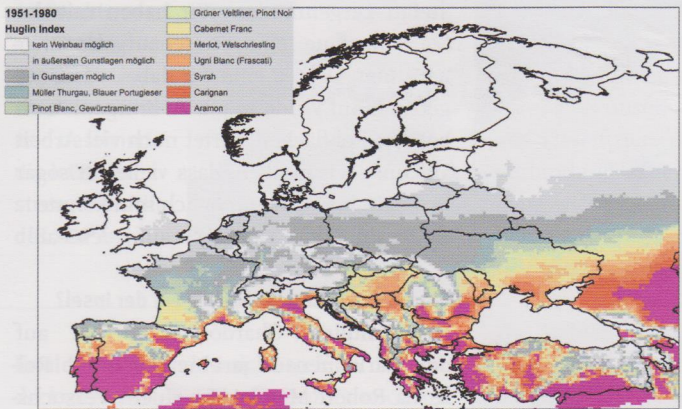 1951-1980
Huglin Index
kein Weinbau möglich
in äußersten Gunstlagen möglich
in Gunstlagen möglich
Müller Thurgau, Blauer Portugieser
Pinot Blanc, Gewürztraminer
Grüner Veltliner, Pinot Noir
Cabernet Franc
Merlot, Welschriesling
Ugni Blanc (Frascati)
Syrah
Carignan
Aramon